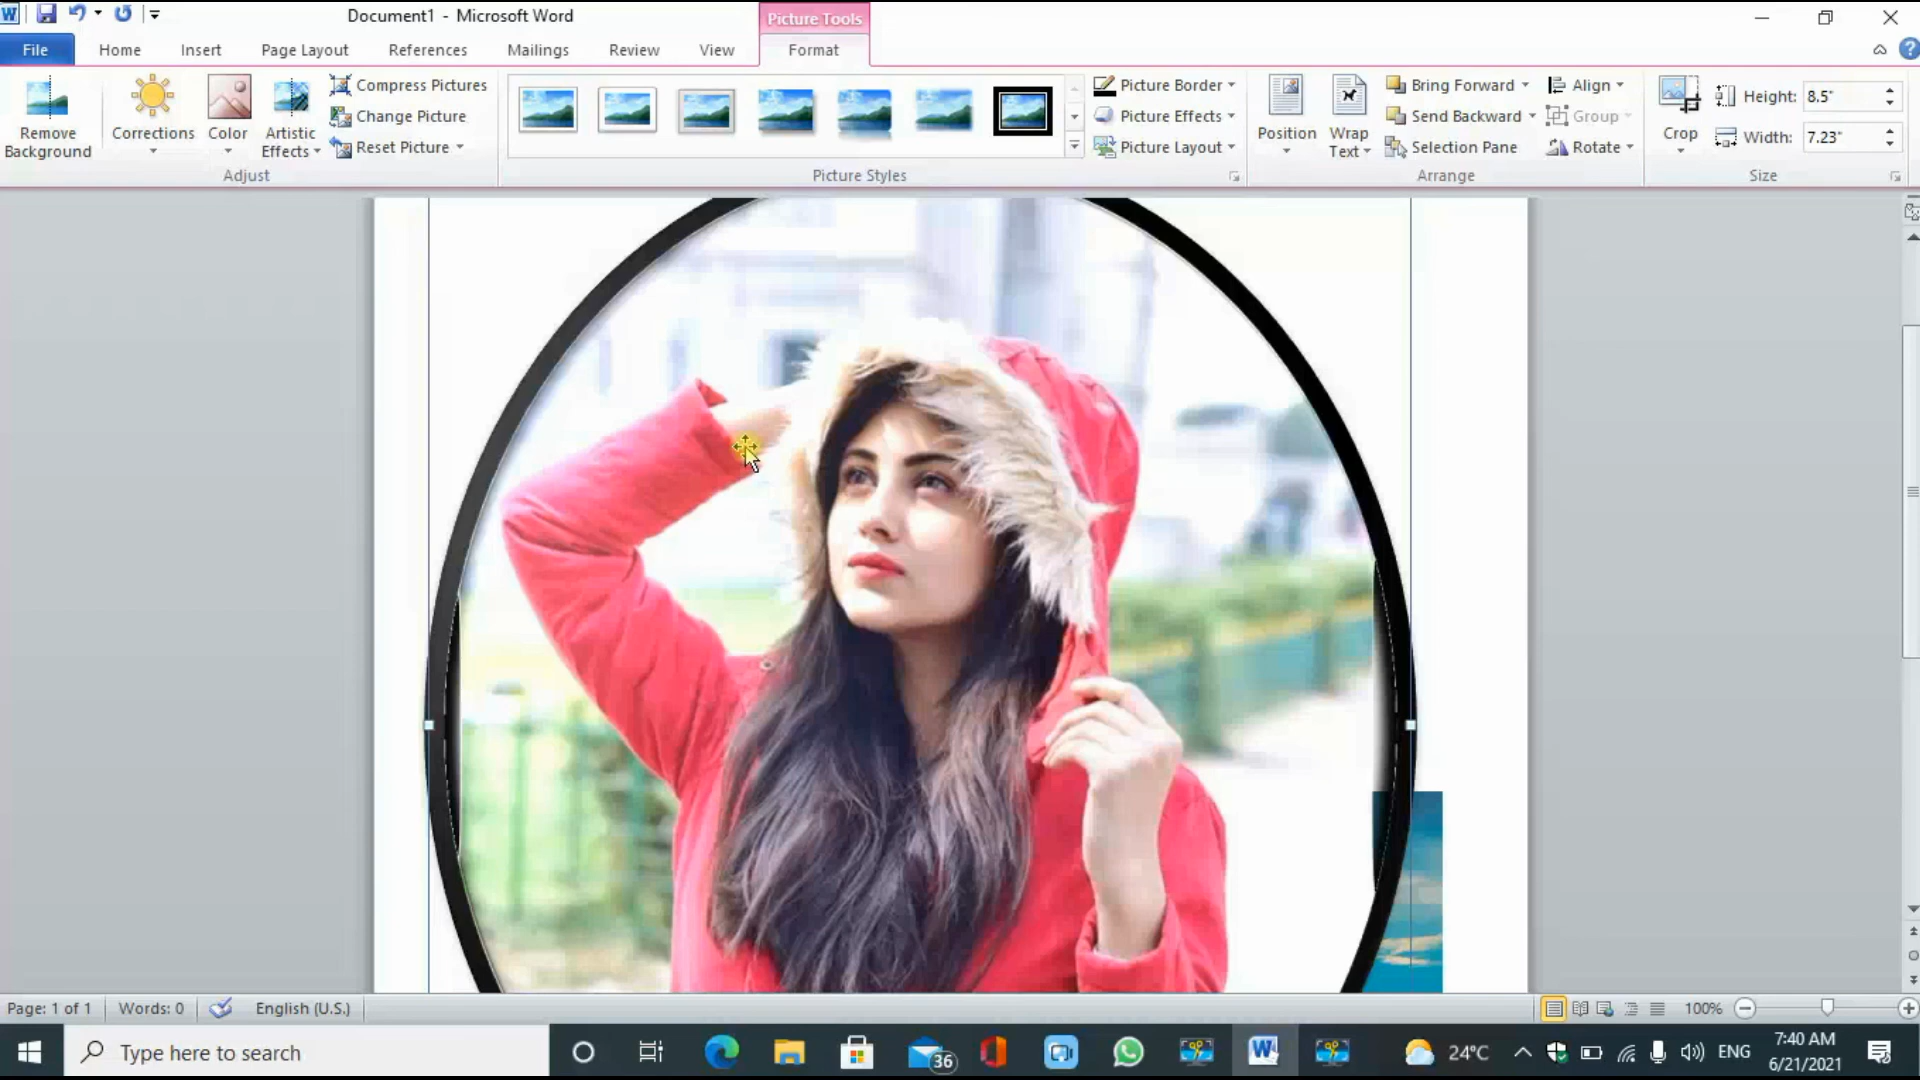 Document1 - Microsoft Word
Picture Tools
File
Home
Insert
Page Layout
References
Mailings
Review
View
Format
Remove
Background
Corrections
Color
Artistic
Effects
Compress Pictures
Change Picture
Reset Picture
Adjust
Picture Styles
Picture Border
Picture Effects
Picture Layout
Position
Wrap
Text
Bring Forward
Send Backward
Selection Pane
Align
Group
Rotate
Arrange
Crop
Height: 8.5"
Width: 7.23"
Size
Page: 1 of 1
Words: 0
English (U.S.)
100%
Type here to search
36
24°C
ENG
7:40 AM
6/21/2021